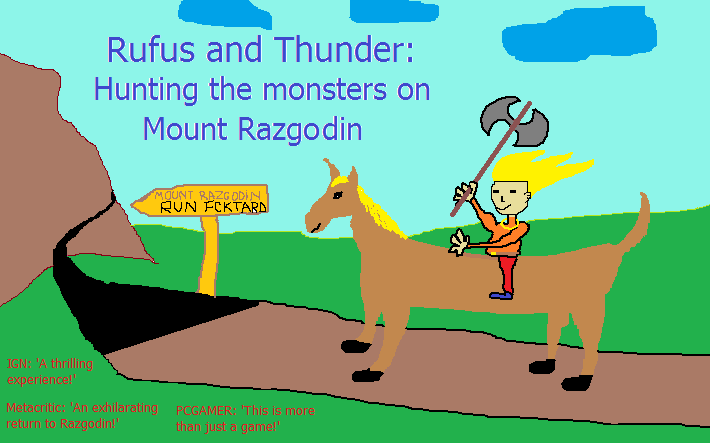 Rufus and Thunder:
Hunting the monsters on
Mount Razgodin
MOUNT RAZGODIN
RUN FCKTARD
IGN: 'A thrilling
experience!'
Metacritic: 'An exhilarating
return to Razgodin!'
PCGAMER: 'This is more
than just a game!'